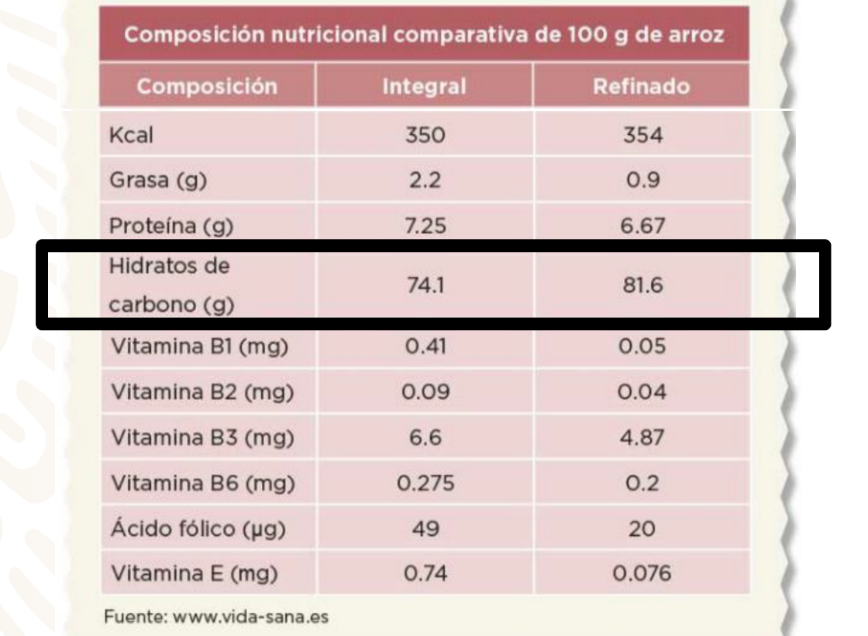 Composición nutricional comparativa de 100 g de arroz
Composición Integral Refinado
Kcal 350 354
Grasa (g) 2.2 0.9
Proteína (g) 7.25 6.67
Hidratos de
carbono (g) 74.1 81.6
Vitamina B1 (mg) 0.41 0.05
Vitamina B2 (mg) 0.09 0.04
Vitamina B3 (mg) 6.6 4.87
Vitamina B6 (mg) 0.275 0.2
Ácido fólico (µg) 49 20
Vitamina E (mg) 0.74 0.076
Fuente: www.vida-sana.es